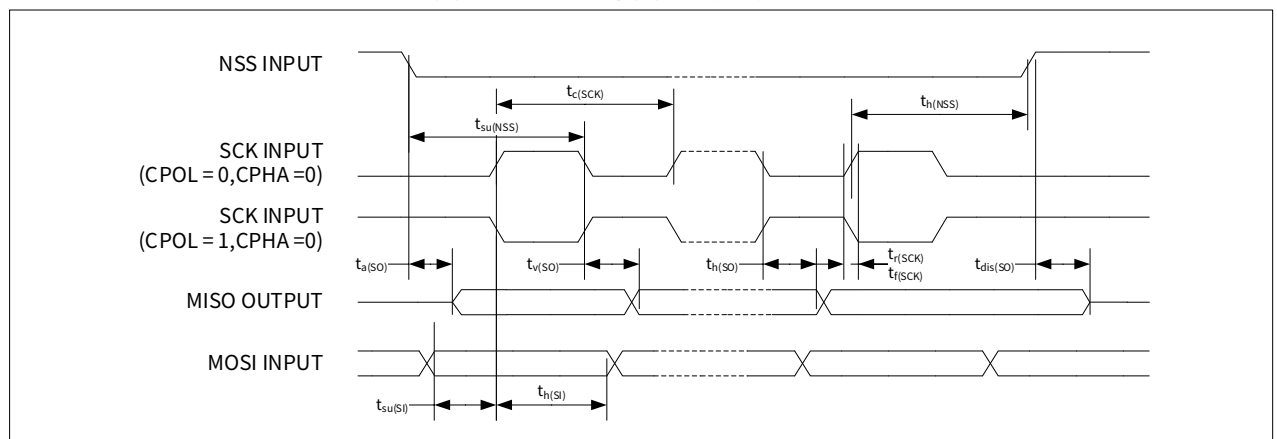 NSS INPUT
tc(SCK)
th(NSS)
tsu(NSS)
SCK INPUT
(CPOL = 0,CPHA =0)
SCK INPUT
(CPOL = 1,CPHA =0)
ta(SO)
tv(SO)
th(SO)
tr(SCK)
tf(SCK)
tdis(SO)
MISO OUTPUT
MOSI INPUT
tsu(SI)
th(SI)